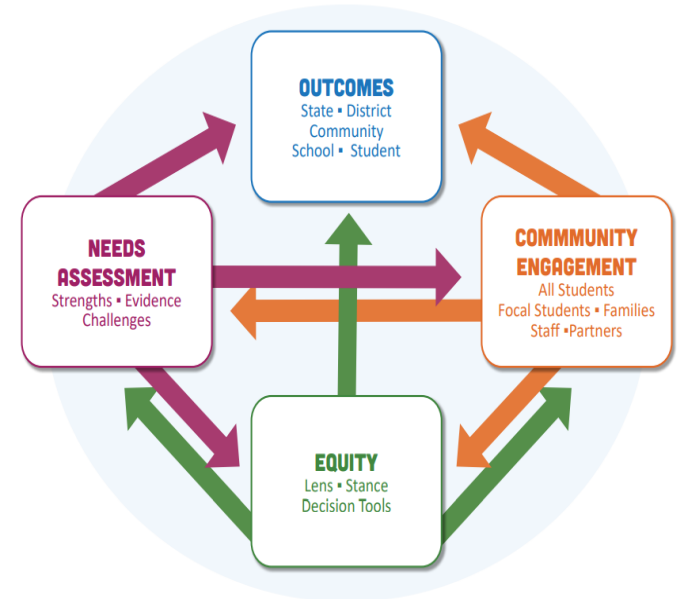 OUTCOMES
State ▪ District
Community
School ▪ Student
NEEDS
ASSESSMENT
Strengths ▪ Evidence
Challenges
COMMMUNITY
ENGAGEMENT
All Students
Focal Students ▪ Families
Staff ▪Partners
EQUITY
Lens ▪ Stance
Decision Tools